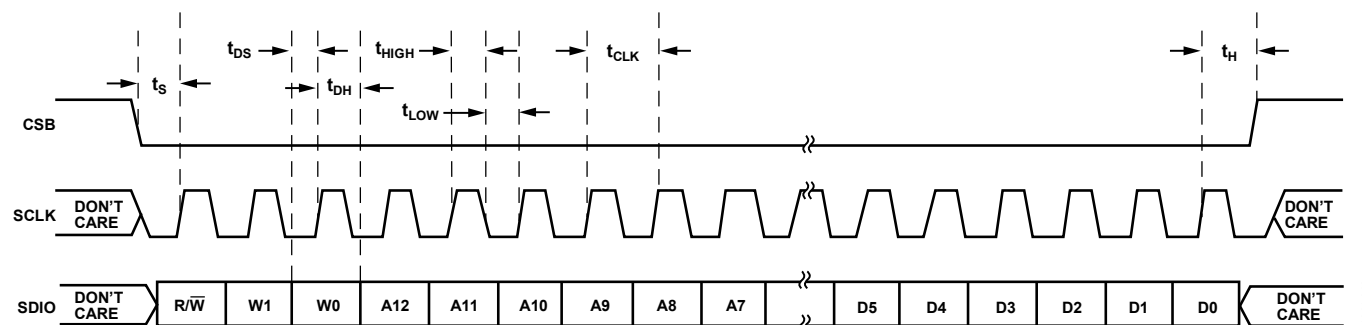 tDS tHIGH tCLK tH
tS tDH
tLOW
CSB
SCLK DON'T CARE DON'T CARE
SDIO DON'T CARE R/W̅ W1 W0 A12 A11 A10 A9 A8 A7 D5 D4 D3 D2 D1 D0 DON'T CARE